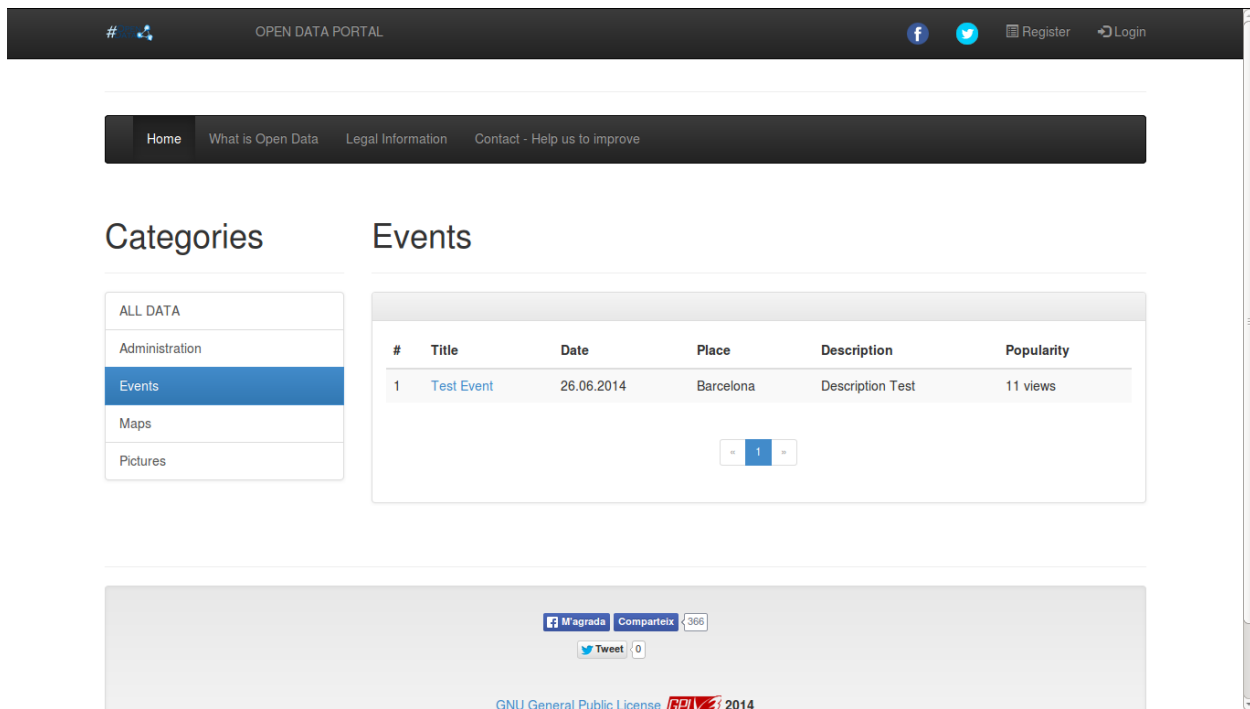 #
OPEN DATA PORTAL
Register
Login
Home
What is Open Data
Legal Information
Contact - Help us to improve
Categories
Events
ALL DATA
Administration
Events
Maps
Pictures
# Title Date Place Description Popularity
1 Test Event 26.06.2014 Barcelona Description Test 11 views
« 1 »
M'agrada Comparteix 366
Tweet 0
GNU General Public License GPLv3 2014